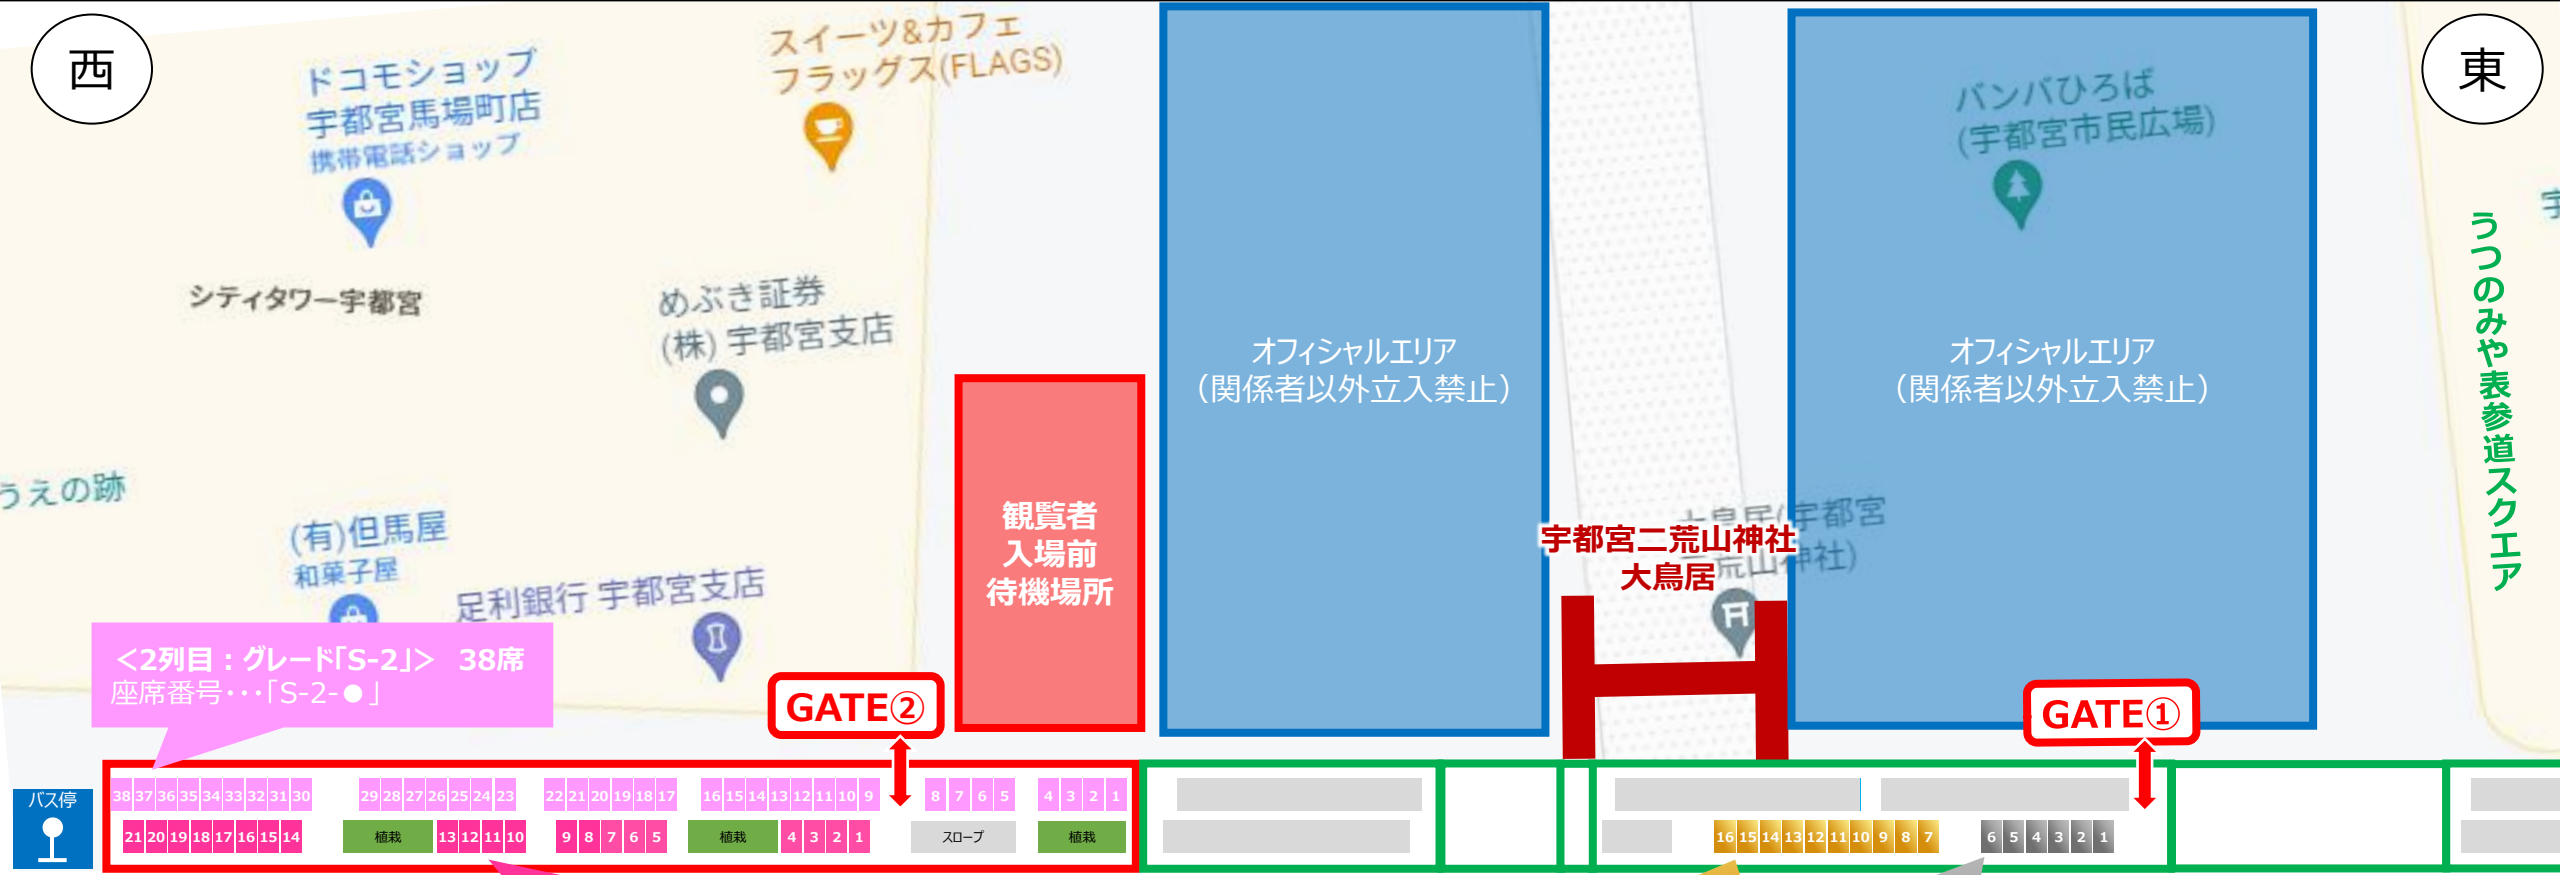 西
ドコモショップ
宇都宮馬場町店
携帯電話ショップ
スイーツ&カフェ
フラッグス(FLAGS)
バンバひろば
(宇都宮市民広場)
東
シティタワー宇都宮
めぶき証券
(株) 宇都宮支店
オフィシャルエリア
（関係者以外立入禁止）
オフィシャルエリア
（関係者以外立入禁止）
うつのみや表参道スクエア
うえの跡
(有)但馬屋
和菓子屋
足利銀行 宇都宮支店
観覧者
入場前
待機場所
宇都宮二荒山神社
大鳥居
大鳥居(宇都宮
二荒山神社)
<2列目：グレード「S-2」>　38席
座席番号･･･「S-2-●」
GATE②
GATE①
バス停
38 37 36 35 34 33 32 31 30 29 28 27 26 25 24 23 22 21 20 19 18 17 16 15 14 13 12 11 10 9 8 7 6 5 4 3 2 1
21 20 19 18 17 16 15 14 植栽 13 12 11 10 9 8 7 6 5 植栽 4 3 2 1 スロープ 植栽
16 15 14 13 12 11 10 9 8 7 6 5 4 3 2 1